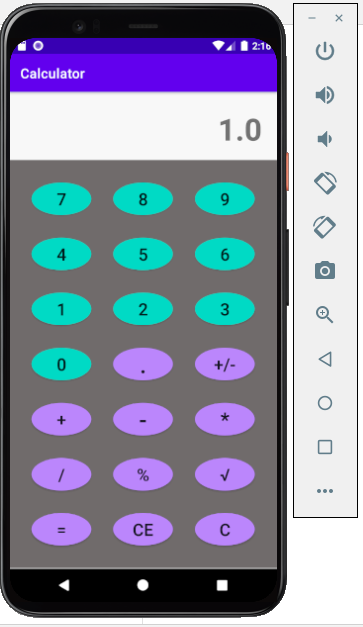 2:16
Calculator
1.0
7 8 9
4 5 6
1 2 3
0 . +/-
+ - *
/ % √
= CE C